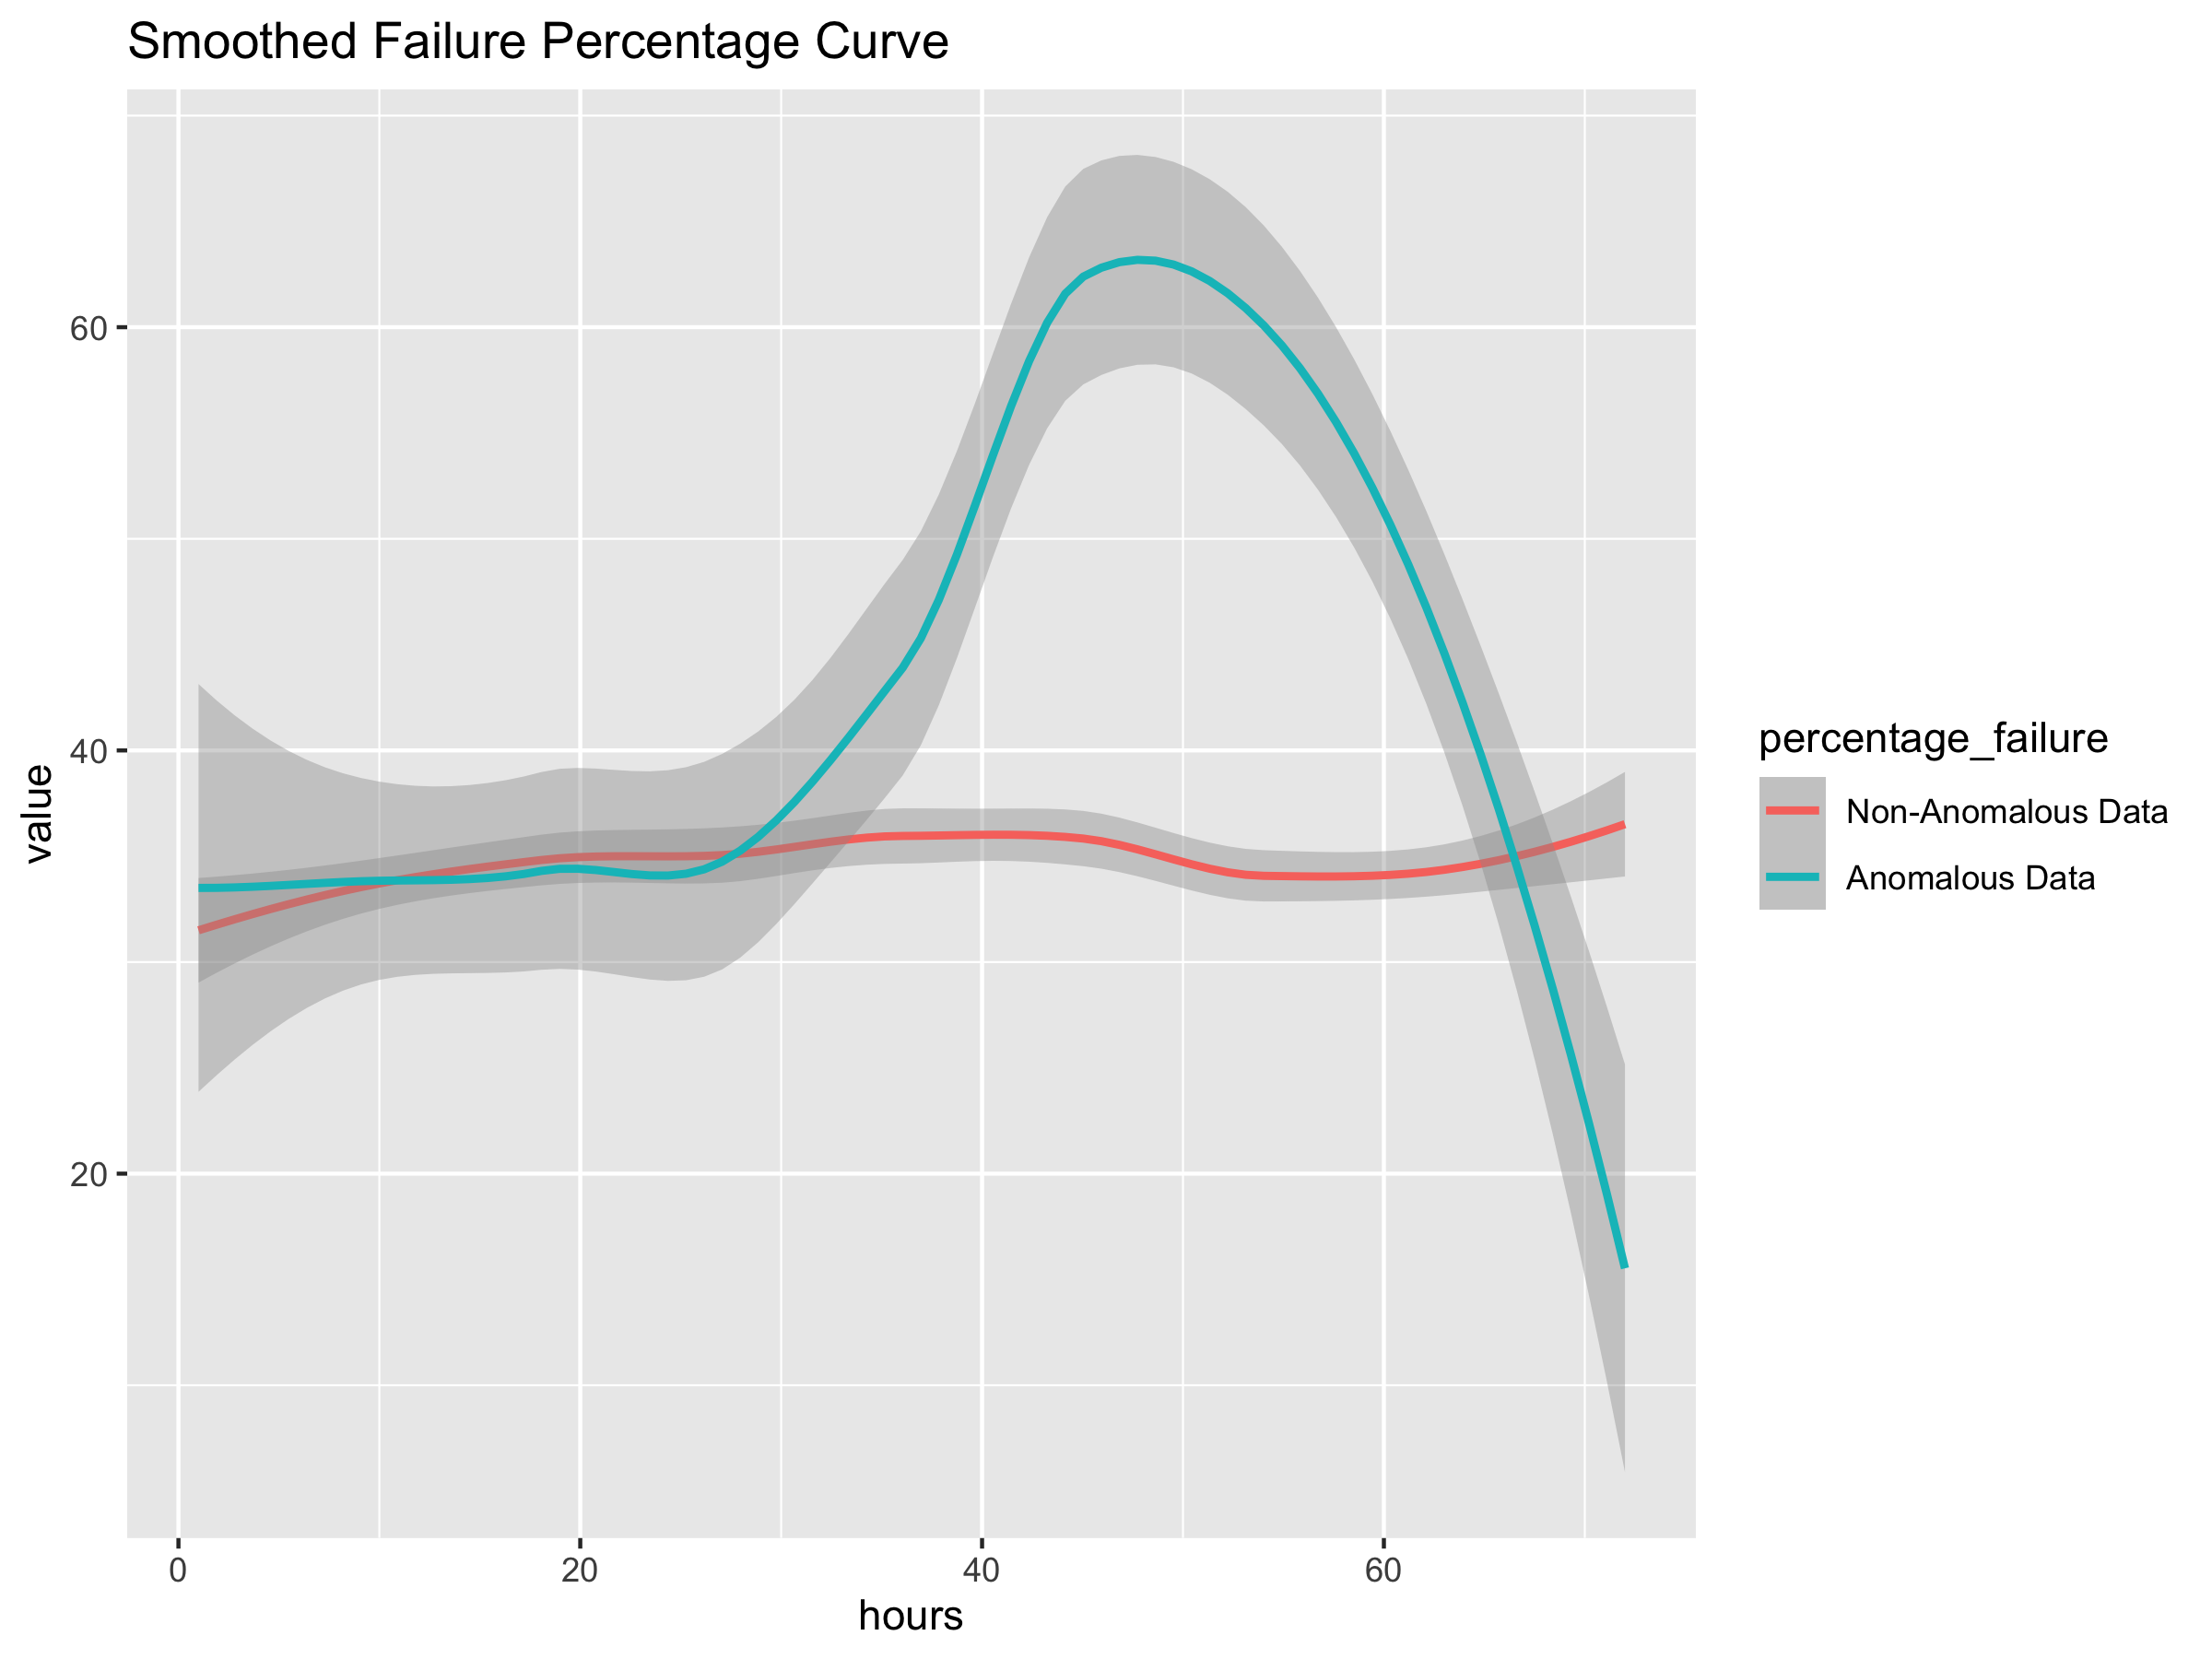 Smoothed Failure Percentage Curve
60
40
20
value
0 20 40 60
hours
percentage_failure
Non-Anomalous Data
Anomalous Data